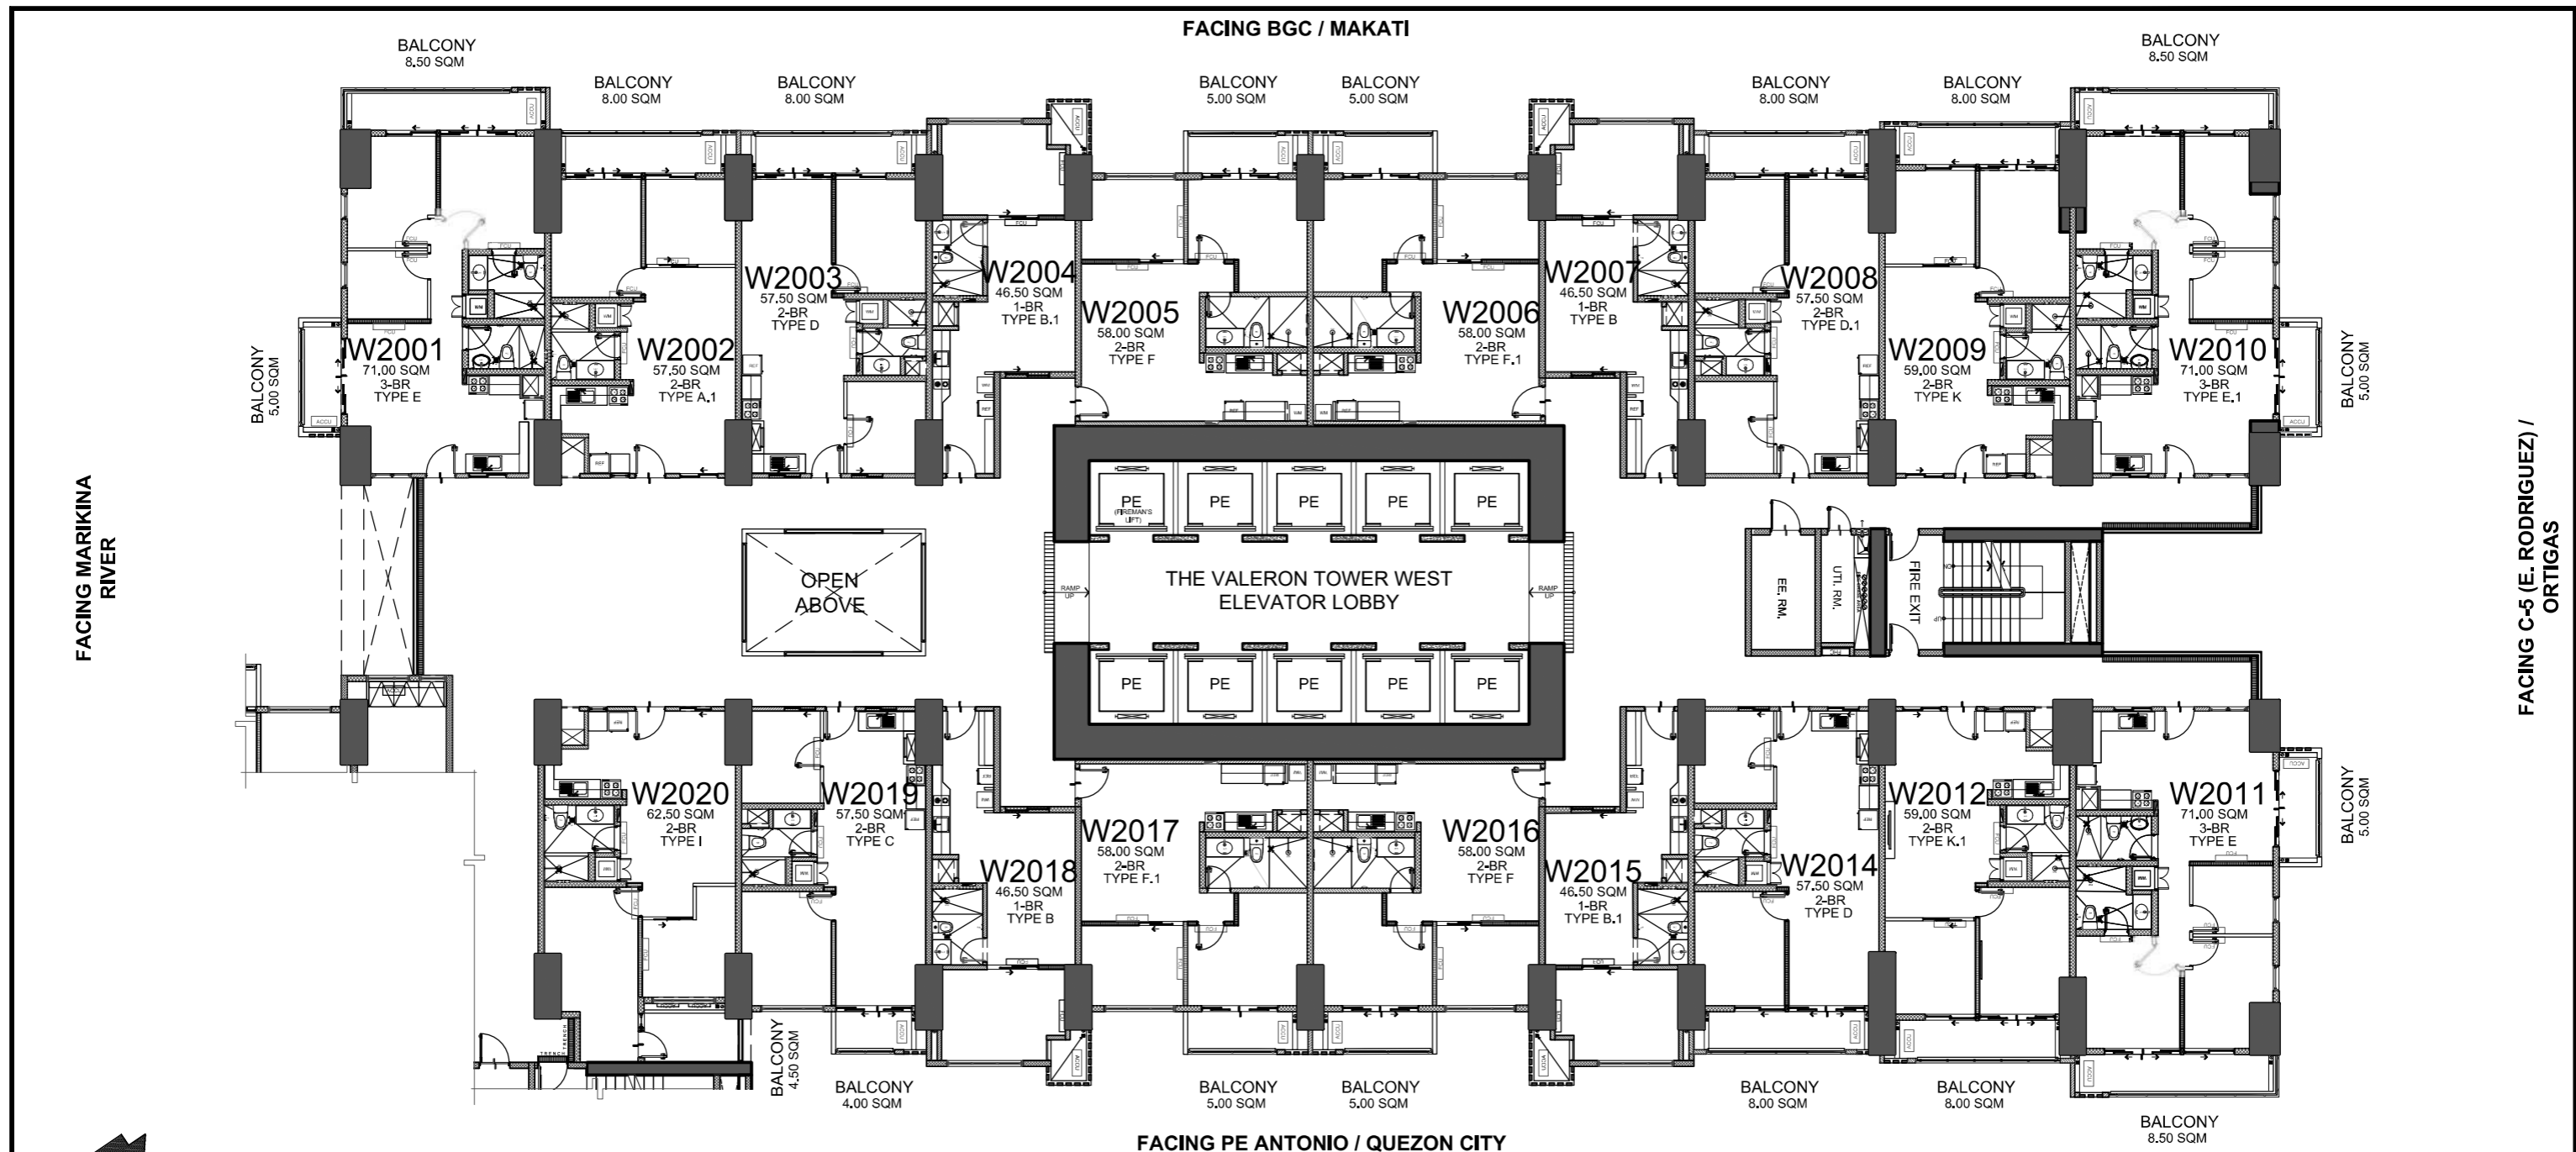 FACING BGC / MAKATI
BALCONY
8.50 SQM
BALCONY
8.00 SQM
BALCONY
8.00 SQM
BALCONY
5.00 SQM
BALCONY
5.00 SQM
BALCONY
8.00 SQM
BALCONY
8.00 SQM
BALCONY
8.50 SQM
W2001
71.00 SQM
3-BR
TYPE E
W2002
57.50 SQM
2-BR
TYPE A.1
W2003
57.50 SQM
2-BR
TYPE D
W2004
46.50 SQM
1-BR
TYPE B.1
W2005
58.00 SQM
2-BR
TYPE F
W2006
58.00 SQM
2-BR
TYPE F.1
W2007
46.50 SQM
1-BR
TYPE B
W2008
57.50 SQM
2-BR
TYPE D.1
W2009
59.00 SQM
2-BR
TYPE K
W2010
71.00 SQM
3-BR
TYPE E.1
BALCONY
5.00 SQM
BALCONY
5.00 SQM
FACING MARIKINA
RIVER
OPEN
ABOVE
PE
(FIREMAN'S
LIFT)
PE
PE
PE
PE
RAMP
UP
THE VALERON TOWER WEST
ELEVATOR LOBBY
RAMP
UP
PE
PE
PE
PE
PE
EE. RM.
UTI. RM.
FIRE EXIT
DN
UP
FACING C-5 (E. RODRIGUEZ) /
ORTIGAS
W2020
62.50 SQM
2-BR
TYPE I
W2019
57.50 SQM
2-BR
TYPE C
W2018
46.50 SQM
1-BR
TYPE B
W2017
58.00 SQM
2-BR
TYPE F.1
W2016
58.00 SQM
2-BR
TYPE F
W2015
46.50 SQM
1-BR
TYPE B.1
W2014
57.50 SQM
2-BR
TYPE D
W2012
59.00 SQM
2-BR
TYPE K.1
W2011
71.00 SQM
3-BR
TYPE E
BALCONY
5.00 SQM
TRENCH
TRENCH
BALCONY
4.50 SQM
BALCONY
4.00 SQM
BALCONY
5.00 SQM
BALCONY
5.00 SQM
BALCONY
8.00 SQM
BALCONY
8.00 SQM
BALCONY
8.50 SQM
FACING PE ANTONIO / QUEZON CITY